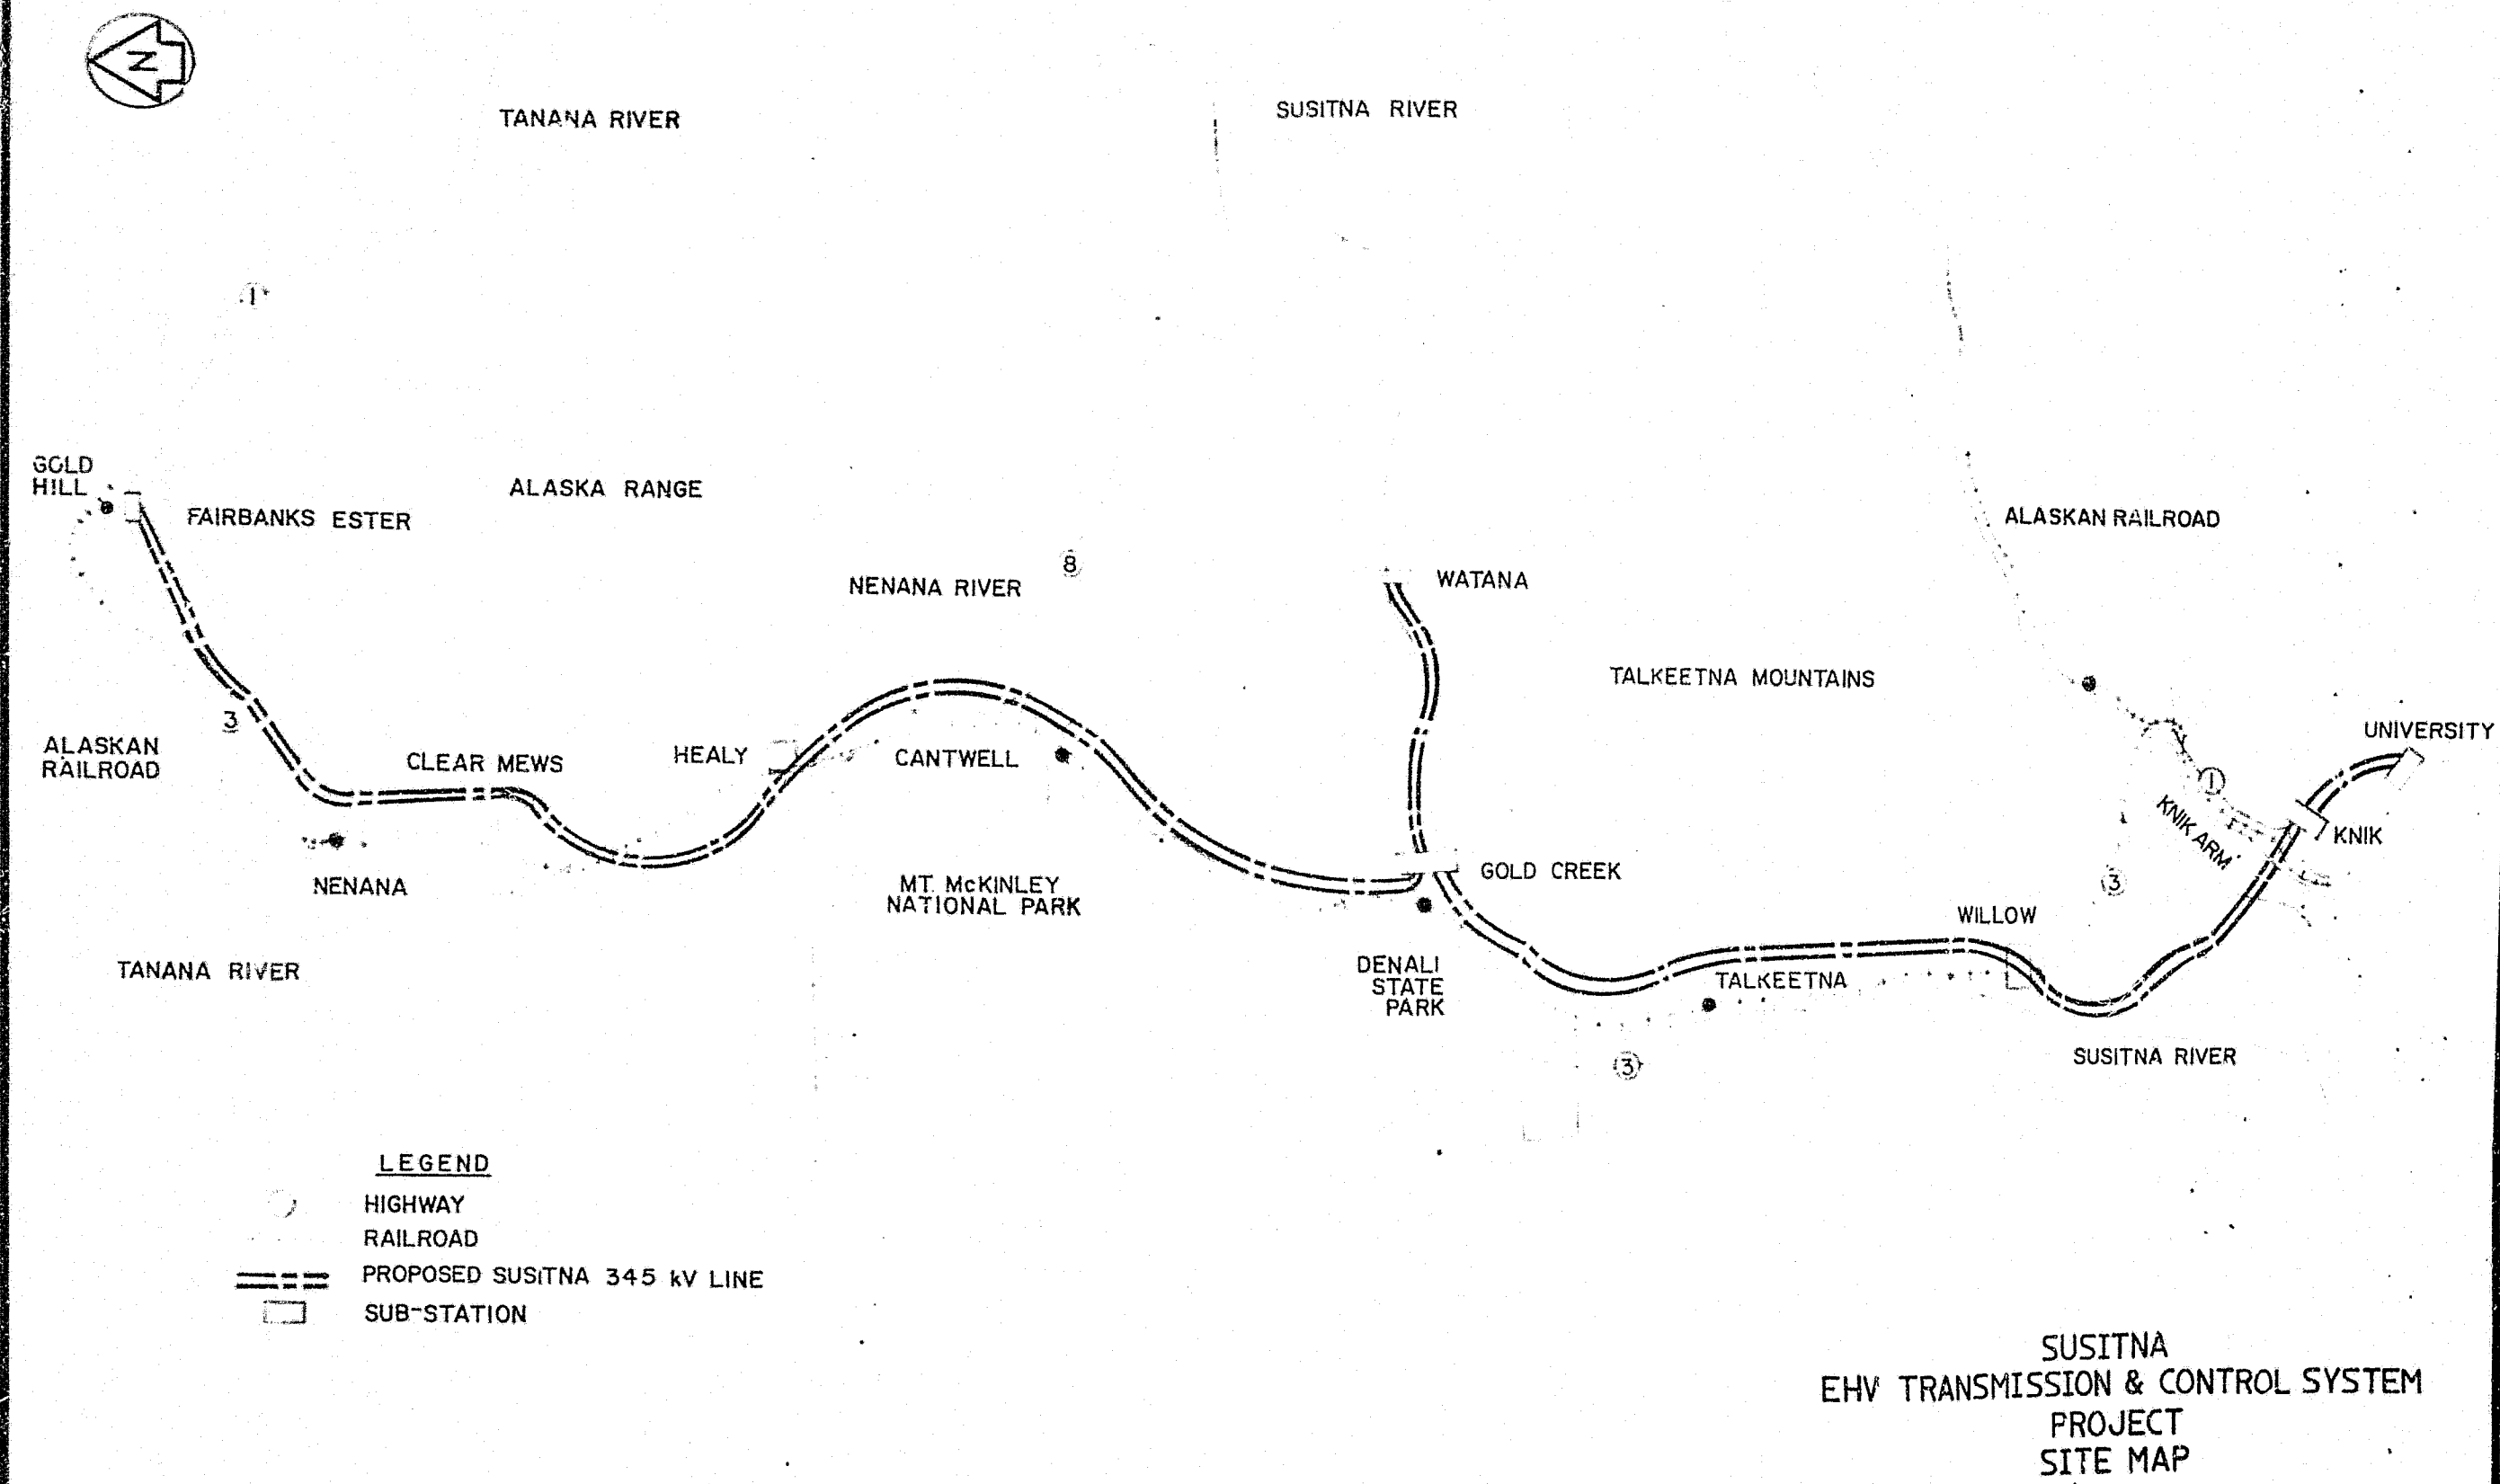 N
TANANA RIVER
SUSITNA RIVER
1
GOLD
HILL
FAIRBANKS ESTER
ALASKA RANGE
ALASKAN RAILROAD
8
NENANA RIVER
WATANA
TALKEETNA MOUNTAINS
3
ALASKAN
RAILROAD
CLEAR MEWS
HEALY
CANTWELL
UNIVERSITY
1
KNIK ARM
KNIK
NENANA
MT. McKINLEY
NATIONAL PARK
GOLD CREEK
3
WILLOW
TANANA RIVER
DENALI
STATE
PARK
TALKEETNA
3
SUSITNA RIVER
LEGEND
HIGHWAY
RAILROAD
PROPOSED SUSITNA 345 kV LINE
SUB-STATION
SUSITNA
EHV TRANSMISSION & CONTROL SYSTEM
PROJECT
SITE MAP